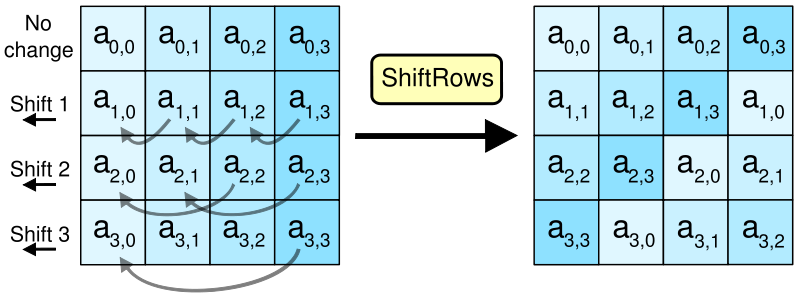 No
change
a0,0 a0,1 a0,2 a0,3
Shift 1
a1,0 a1,1 a1,2 a1,3
Shift 2
a2,0 a2,1 a2,2 a2,3
Shift 3
a3,0 a3,1 a3,2 a3,3
ShiftRows
a0,0 a0,1 a0,2 a0,3
a1,1 a1,2 a1,3 a1,0
a2,2 a2,3 a2,0 a2,1
a3,3 a3,0 a3,1 a3,2